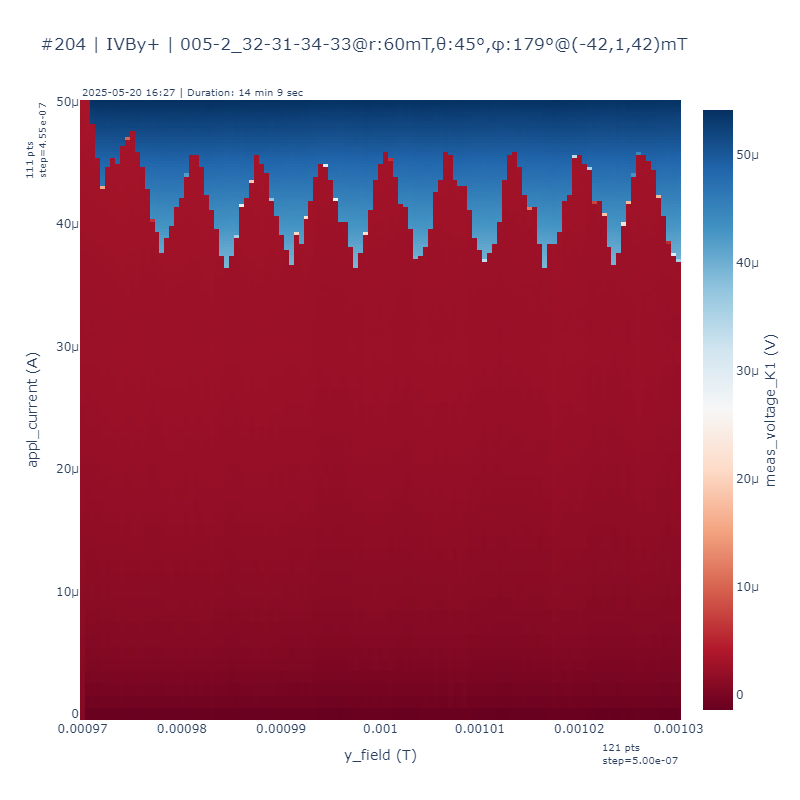 #204 | IVBy+ | 005-2_32-31-34-33@r:60mT,θ:45º,φ:179º@(-42,1,42)mT
2025-05-20 16:27 | Duration: 14 min 9 sec
111 pts
step=4.55e-07
appl_current (A)
50μ
40μ
30μ
20μ
10μ
0
0.00097
0.00098
0.00099
0.001
0.00101
0.00102
0.00103
y_field (T)
121 pts
step=5.00e-07
50μ
40μ
30μ
20μ
10μ
0
meas_voltage_K1 (V)